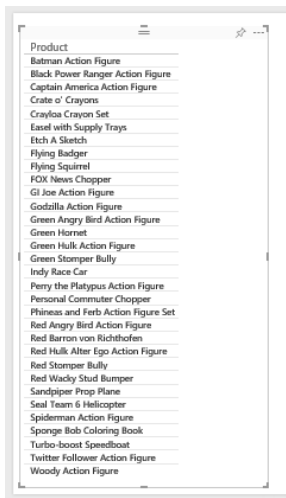 Product
Batman Action Figure
Black Power Ranger Action Figure
Captain America Action Figure
Crate o' Crayons
Crayloa Crayon Set
Easel with Supply Trays
Etch A Sketch
Flying Badger
Flying Squirrel
FOX News Chopper
GI Joe Action Figure
Godzilla Action Figure
Green Angry Bird Action Figure
Green Hornet
Green Hulk Action Figure
Green Stomper Bully
Indy Race Car
Perry the Platypus Action Figure
Personal Commuter Chopper
Phineas and Ferb Action Figure Set
Red Angry Bird Action Figure
Red Barron von Richthofen
Red Hulk Alter Ego Action Figure
Red Stomper Bully
Red Wacky Stud Bumper
Sandpiper Prop Plane
Seal Team 6 Helicopter
Spiderman Action Figure
Sponge Bob Coloring Book
Turbo-boost Speedboat
Twitter Follower Action Figure
Woody Action Figure